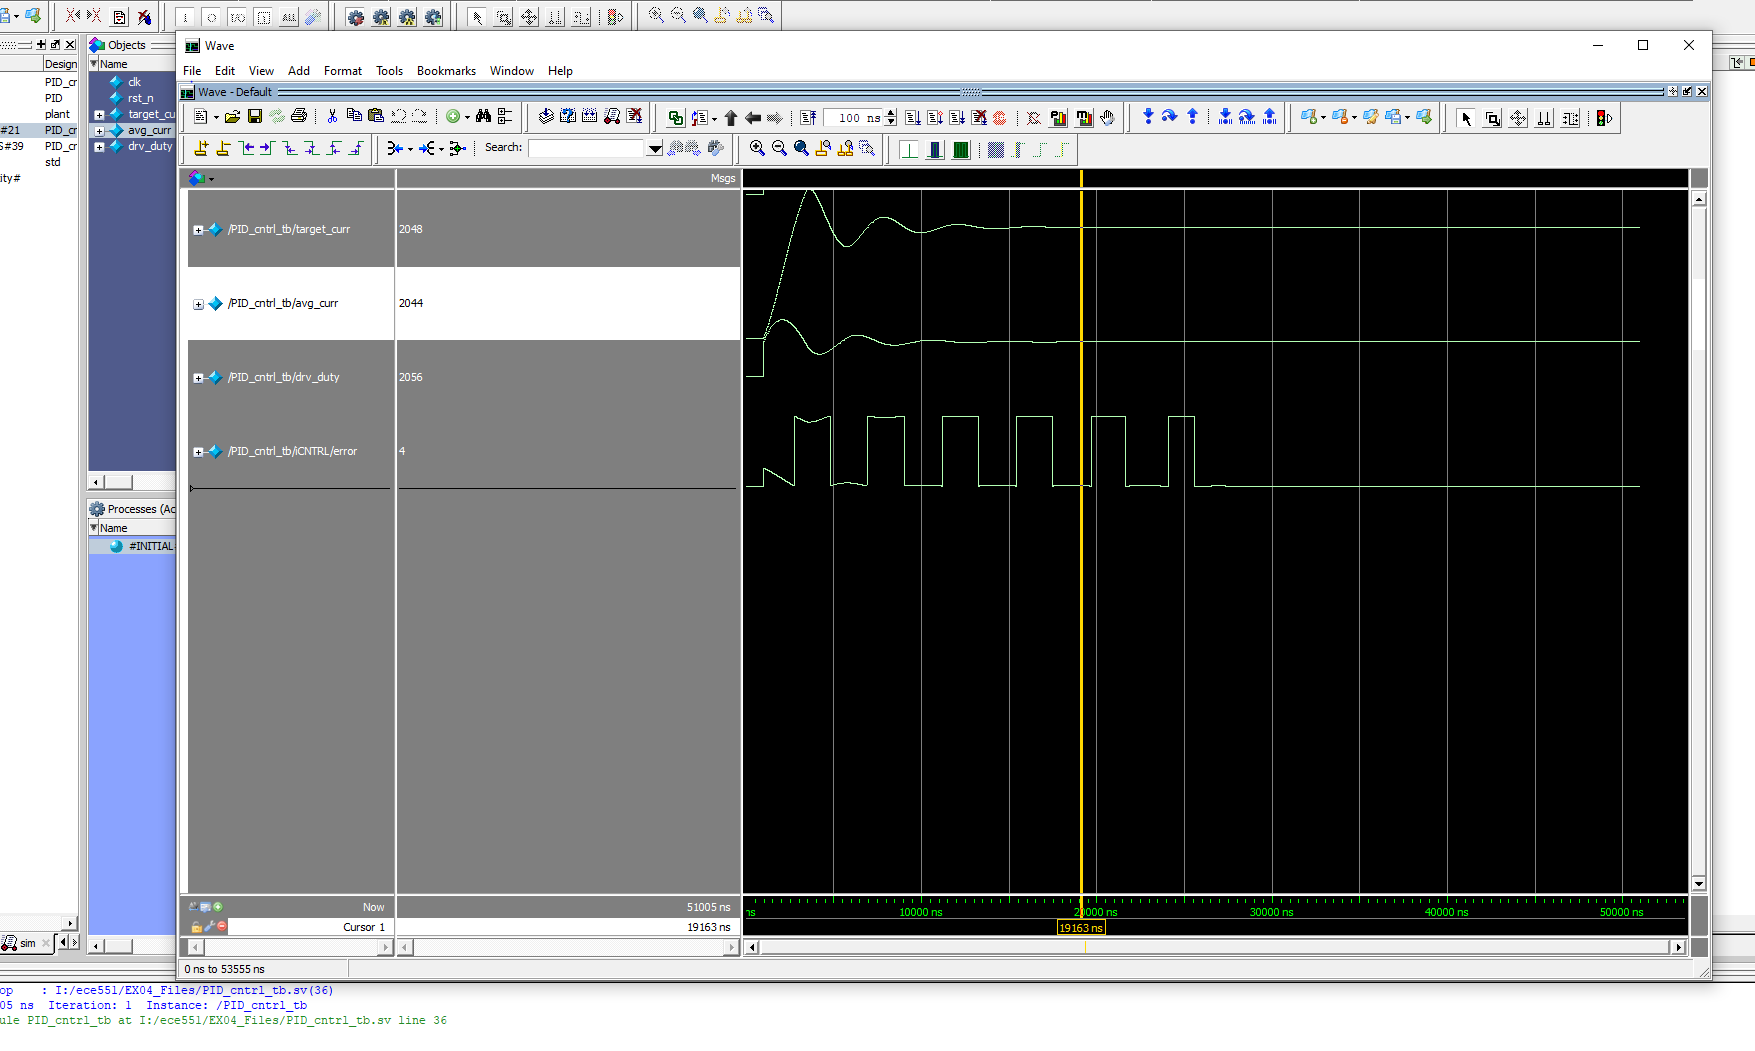 Wave
File Edit View Add Format Tools Bookmarks Window Help
Wave - Default
100 ns
Search:
Msgs
/PID_cntrl_tb/target_curr 2048
/PID_cntrl_tb/avg_curr 2044
/PID_cntrl_tb/drv_duty 2056
/PID_cntrl_tb/iCNTRL/error 4
Now 51005 ns
Cursor 1 19163 ns
ns 10000 ns 20000 ns 30000 ns 40000 ns 50000 ns
19163 ns
0 ns to 53555 ns
Objects
Name
clk
rst_n
target_cu
avg_curr
drv_duty
Design
PID_cr
PID
plant
#21 PID_cr
S#39 PID_cr
std
ity#
Processes (Ac
Name
#INITIAL
sim
op : I:/ece551/EX04_Files/PID_cntrl_tb.sv(36)
05 ns Iteration: 1 Instance: /PID_cntrl_tb
ule PID_cntrl_tb at I:/ece551/EX04_Files/PID_cntrl_tb.sv line 36